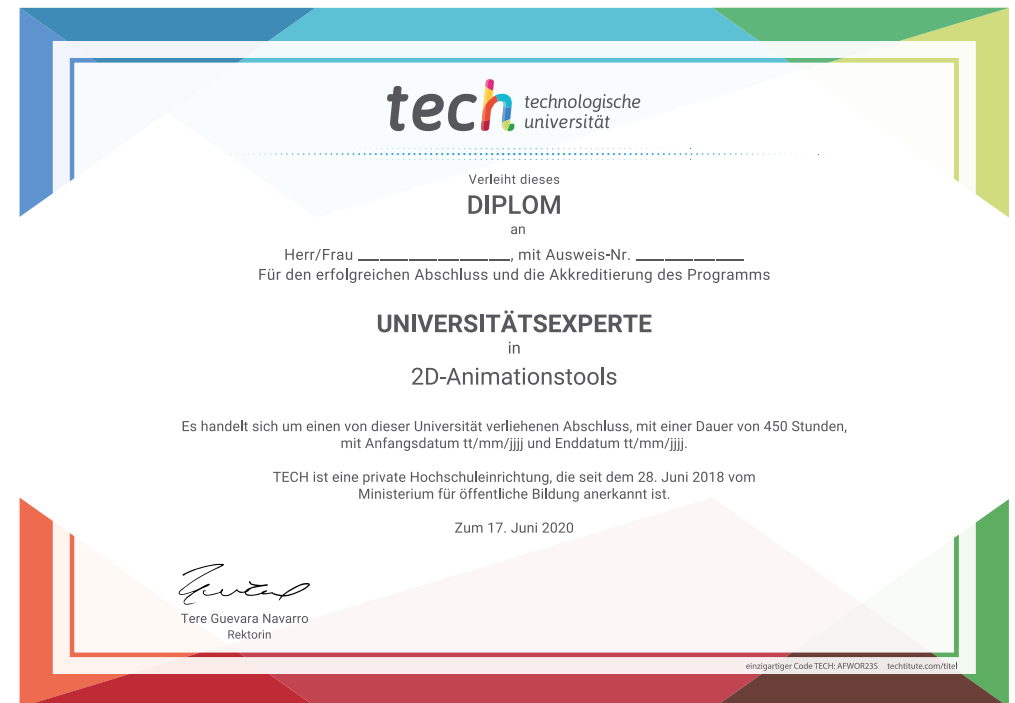 tech technologische
universität
Verleiht dieses
DIPLOM
an
Herr/Frau ________________, mit Ausweis-Nr. ____________
Für den erfolgreichen Abschluss und die Akkreditierung des Programms
UNIVERSITÄTSEXPERTE
in
2D-Animationstools
Es handelt sich um einen von dieser Universität verliehenen Abschluss, mit einer Dauer von 450 Stunden,
mit Anfangsdatum tt/mm/jjjj und Enddatum tt/mm/jjjj.
TECH ist eine private Hochschuleinrichtung, die seit dem 28. Juni 2018 vom
Ministerium für öffentliche Bildung anerkannt ist.
Zum 17. Juni 2020
Tere Guevara Navarro
Rektorin
einzigartiger Code TECH: AFWOR23S techtitute.com/titel